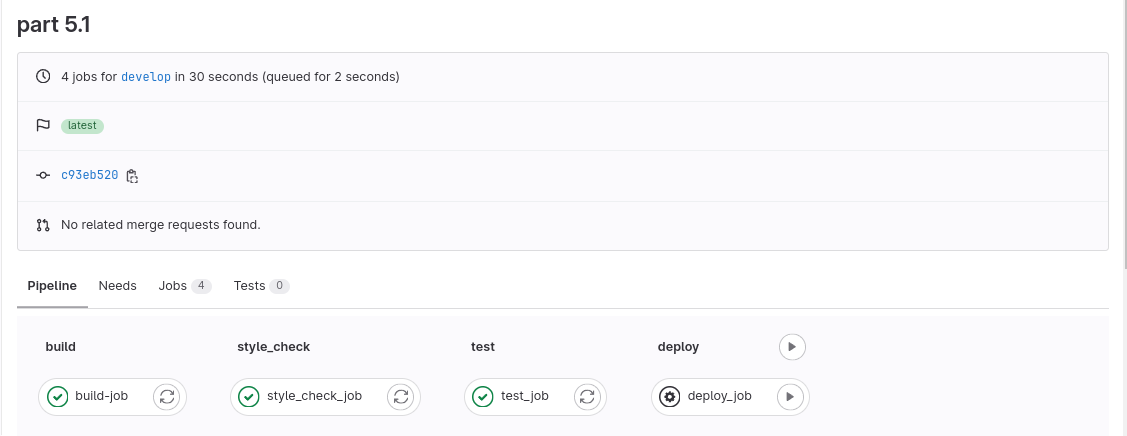 part 5.1
4 jobs for develop in 30 seconds (queued for 2 seconds)
latest
c93eb520
No related merge requests found.
Pipeline Needs Jobs 4 Tests 0
build style_check test deploy
build-job style_check_job test_job deploy_job